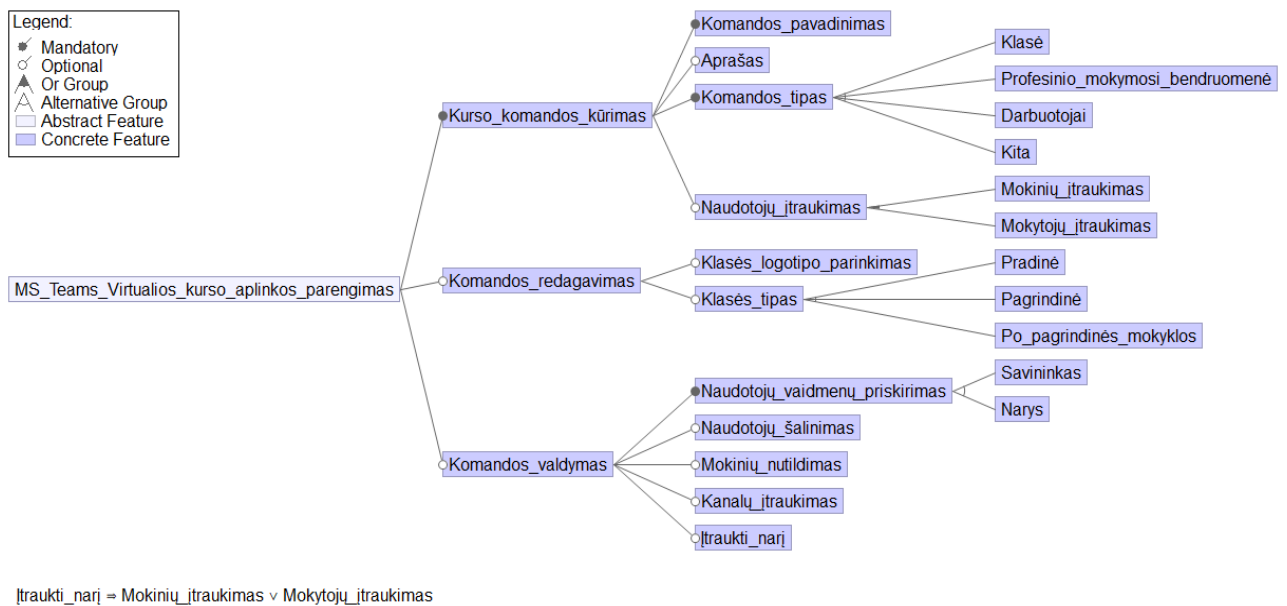 Legend:
Mandatory
Optional
Or Group
Alternative Group
Abstract Feature
Concrete Feature
MS_Teams_Virtualios_kurso_aplinkos_parengimas
Kurso_komandos_kūrimas
Komandos_pavadinimas
Aprašas
Komandos_tipas
Klasė
Profesinio_mokymosi_bendruomenė
Darbuotojai
Kita
Naudotojų_įtraukimas
Mokinių_įtraukimas
Mokytojų_įtraukimas
Komandos_redagavimas
Klasės_logotipo_parinkimas
Klasės_tipas
Pradinė
Pagrindinė
Po_pagrindinės_mokyklos
Komandos_valdymas
Naudotojų_vaidmenų_priskirimas
Savininkas
Narys
Naudotojų_šalinimas
Mokinių_nutildimas
Kanalų_įtraukimas
Įtraukti_narį
Įtraukti_narį ⇒ Mokinių_įtraukimas ∨ Mokytojų_įtraukimas